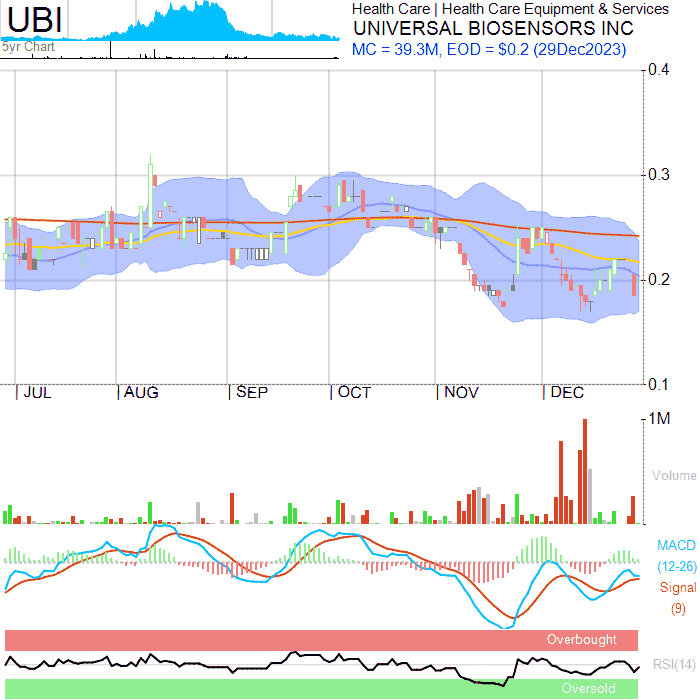 UBI
Health Care | Health Care Equipment & Services
UNIVERSAL BIOSENSORS INC
MC = 39.3M, EOD = $0.2 (29Dec2023)
5yr Chart
0.4
0.3
0.2
0.1
JUL AUG SEP OCT NOV DEC
1M
Volume
MACD
(12-26)
Signal
(9)
Overbought
RSI(14)
Oversold